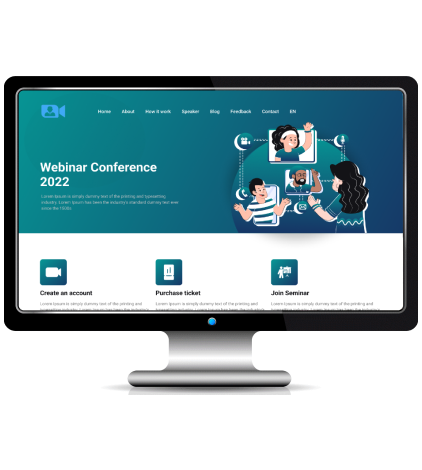 Home About How it work Speaker Blog Feedback Contact EN
Webinar Conference
2022
Lorem Ipsum is simply dummy text of the printing and typesetting
industry. Lorem Ipsum has been the industry's standard dummy text ever
since the 1500s
Create an account Purchase ticket Join Seminar
Lorem Ipsum is simply dummy text of the printing and Lorem Ipsum is simply dummy text of the printing and Lorem Ipsum is simply dummy text of the printing and